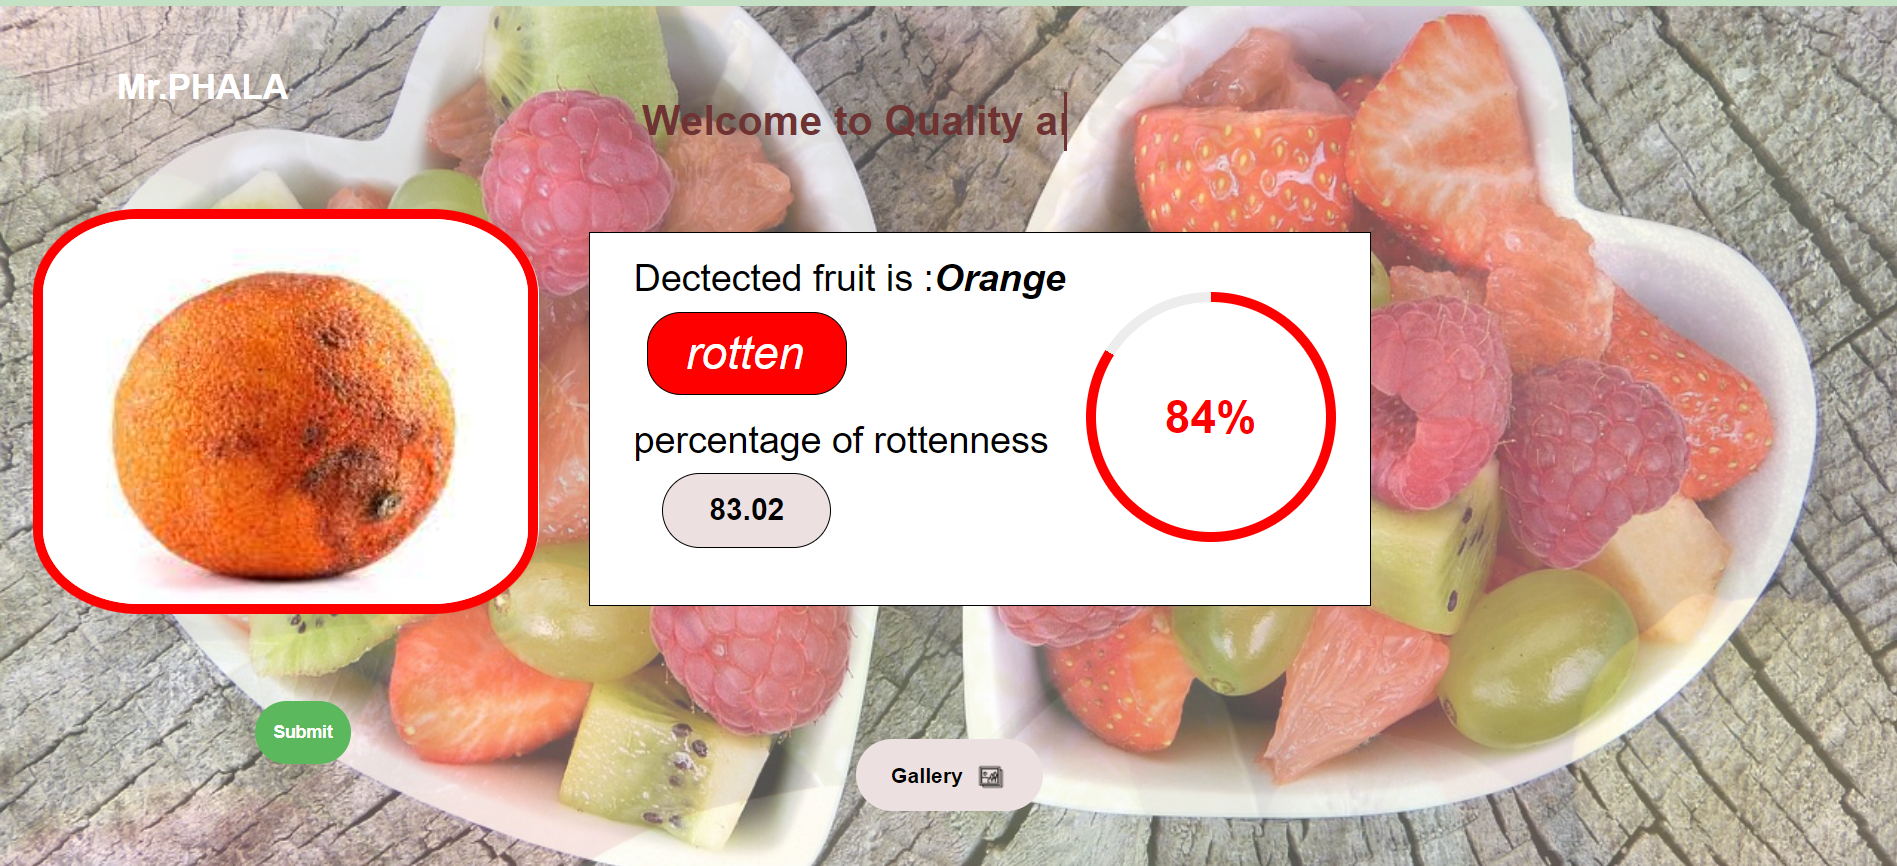 Mr.PHALA
Welcome to Quality a
Dectected fruit is :Orange
rotten
percentage of rottenness
83.02
84%
Submit
Gallery